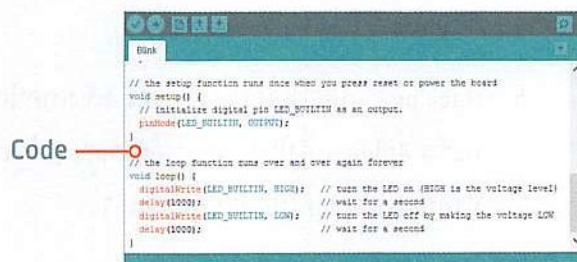 Blink
// the setup function runs once when you press reset or power the board
void setup() {
// initialize digital pin LED_BUILTIN as an output.
pinMode(LED_BUILTIN, OUTPUT);
}
Code
// the loop function runs over and over again forever
void loop() {
digitalWrite(LED_BUILTIN, HIGH); // turn the LED on (HIGH is the voltage level)
delay(1000); // wait for a second
digitalWrite(LED_BUILTIN, LOW); // turn the LED off by making the voltage LOW
delay(1000); // wait for a second
}